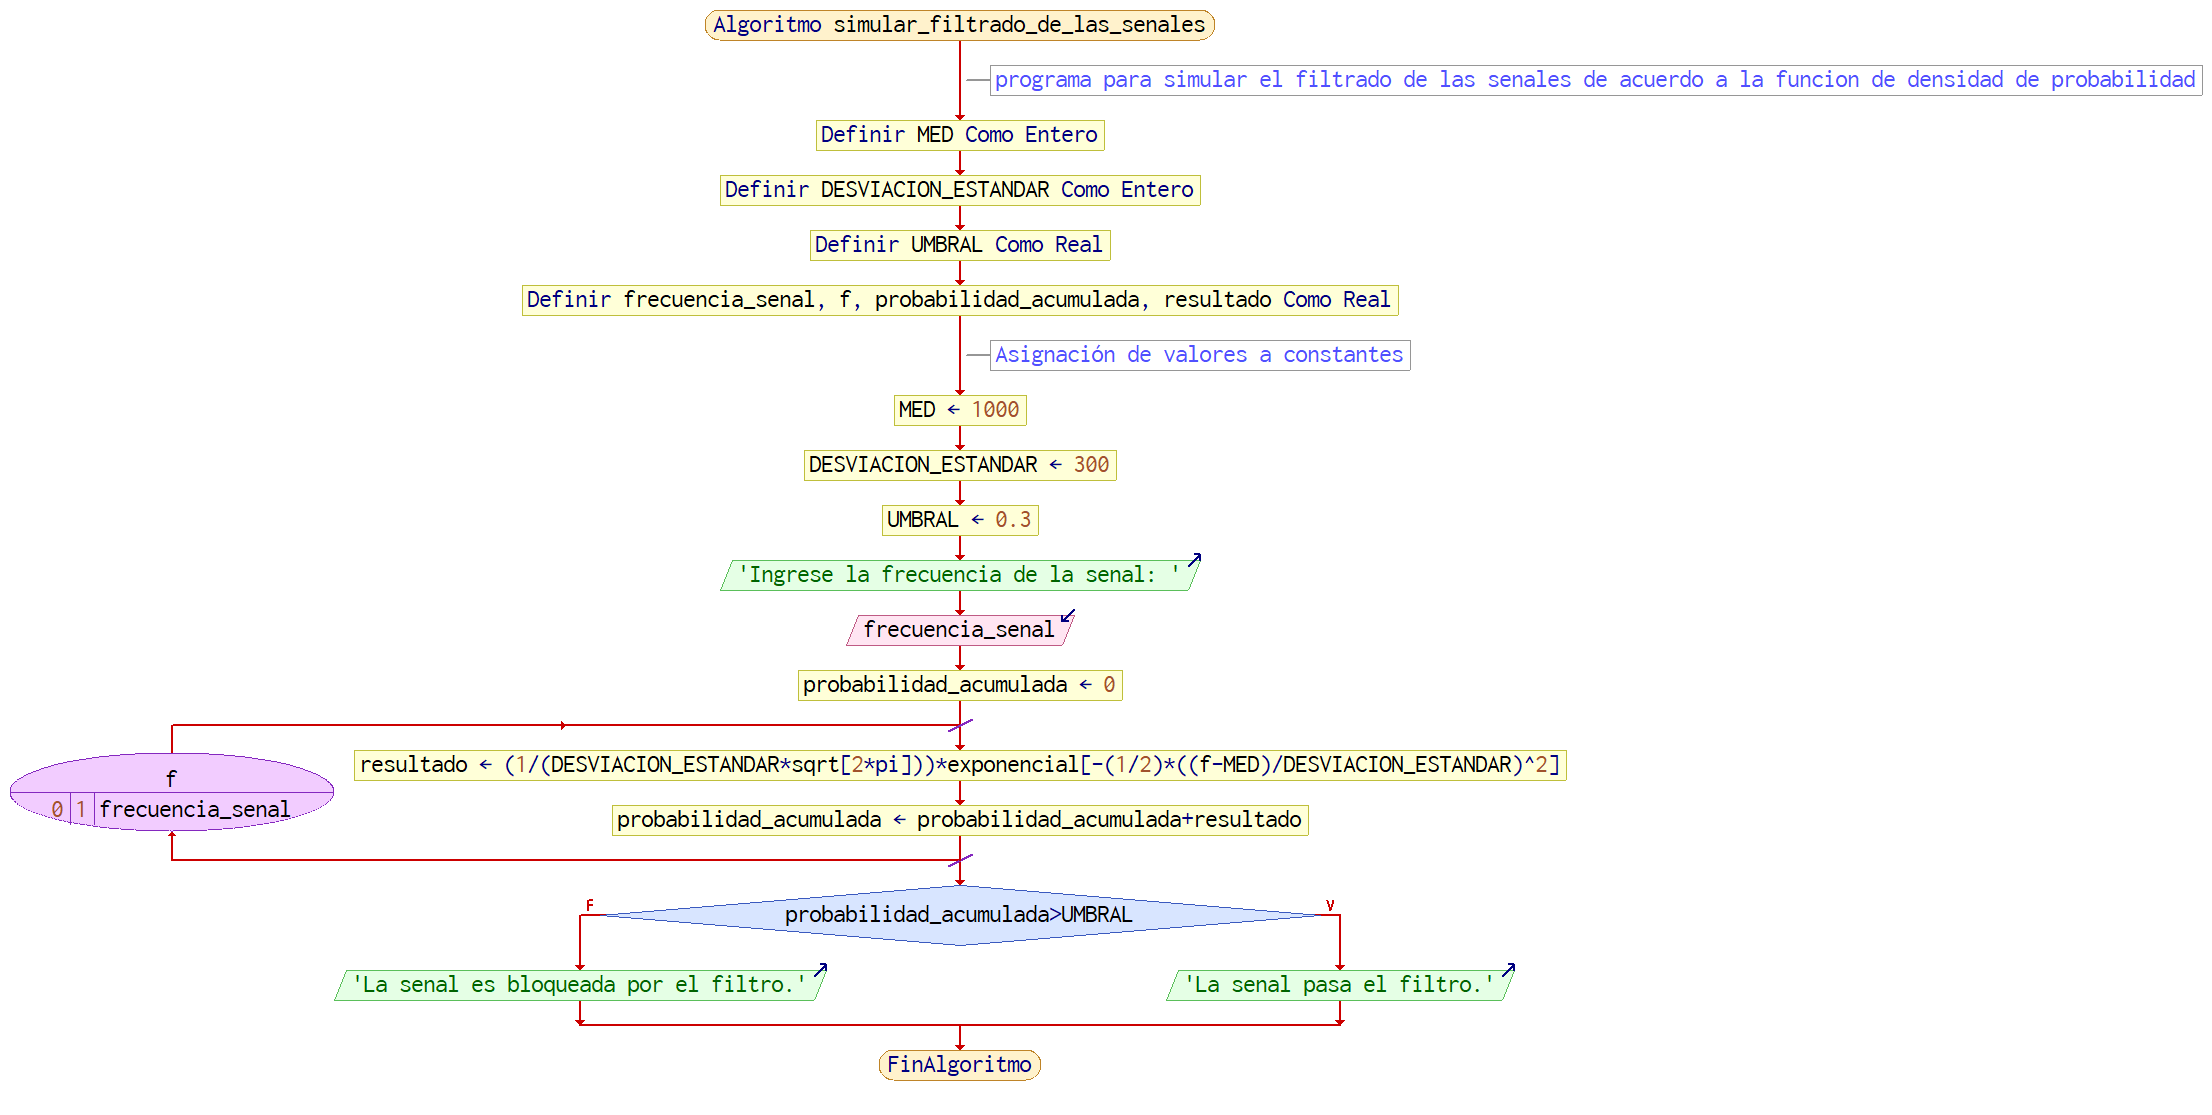 Algoritmo simular_filtrado_de_las_senales
programa para simular el filtrado de las senales de acuerdo a la funcion de densidad de probabilidad
Definir MED Como Entero
Definir DESVIACION_ESTANDAR Como Entero
Definir UMBRAL Como Real
Definir frecuencia_senal, f, probabilidad_acumulada, resultado Como Real
Asignación de valores a constantes
MED ← 1000
DESVIACION_ESTANDAR ← 300
UMBRAL ← 0.3
'Ingrese la frecuencia de la senal: '
frecuencia_senal
probabilidad_acumulada ← 0
f
0 1 frecuencia_senal
resultado ← (1/(DESVIACION_ESTANDAR*sqrt[2*pi]))*exponencial[-(1/2)*((f-MED)/DESVIACION_ESTANDAR)^2]
probabilidad_acumulada ← probabilidad_acumulada+resultado
probabilidad_acumulada>UMBRAL
F
V
'La senal es bloqueada por el filtro.'
'La senal pasa el filtro.'
FinAlgoritmo